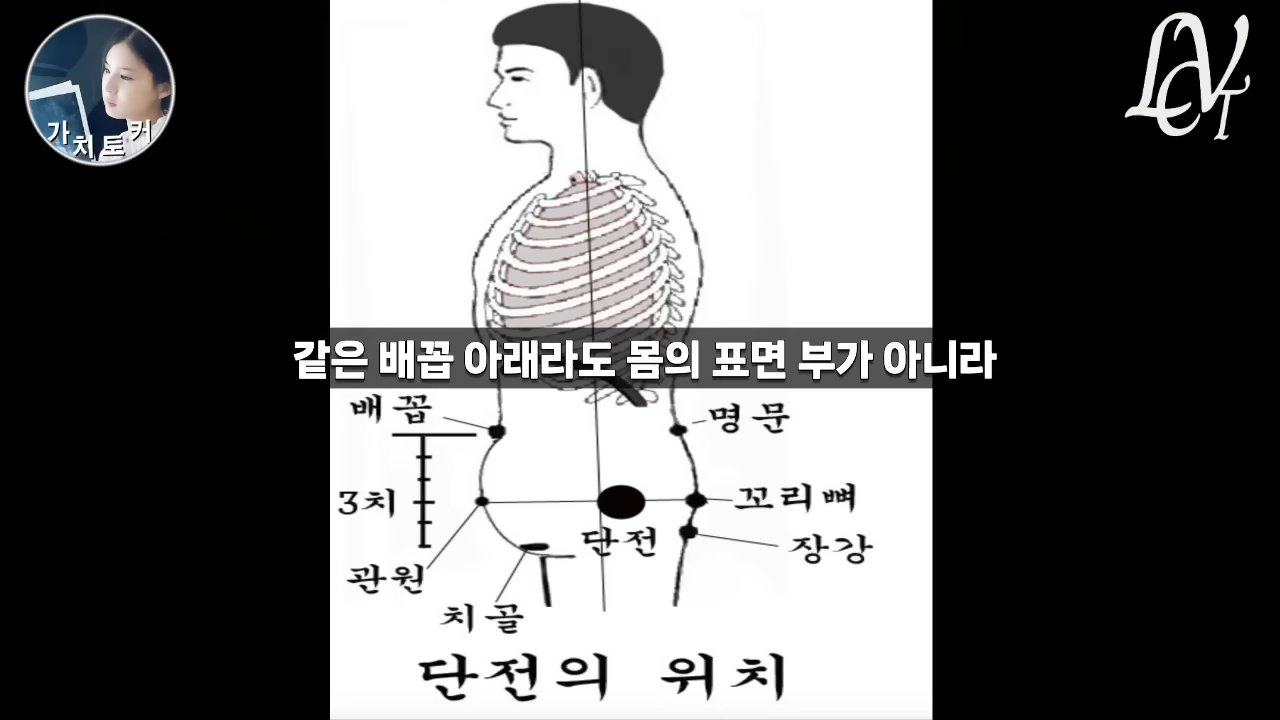 가치토커
LOVT
같은 배꼽 아래라도 몸의 표면 부가 아니라
배꼽
명문
3치
꼬리뼈
단전
장강
관원
치골
단전의 위치